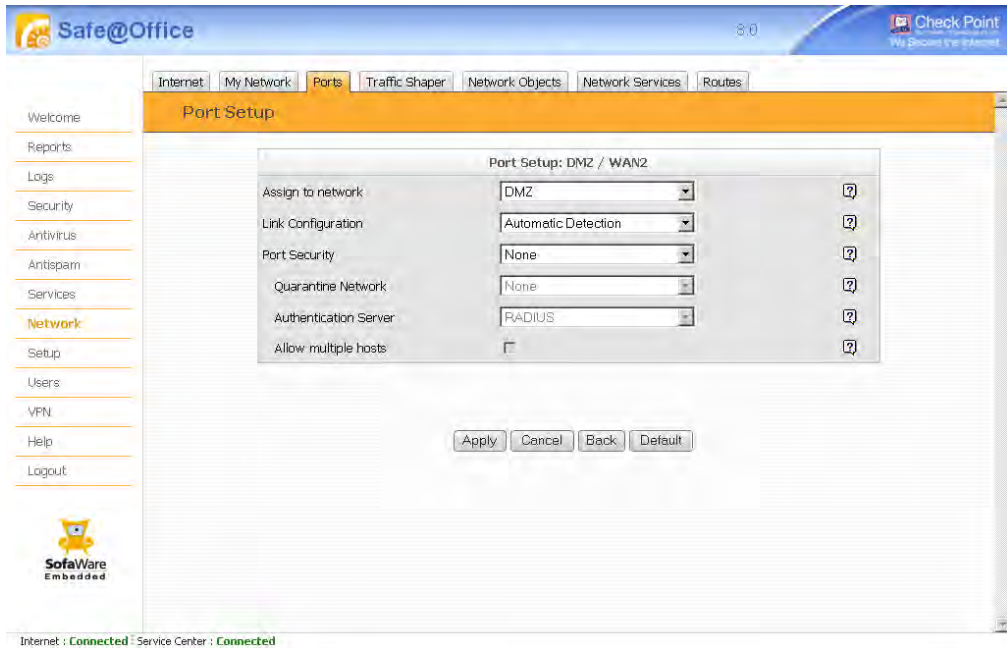 Safe@Office
8.0
Check Point
We Secure the Internet
Internet My Network Ports Traffic Shaper Network Objects Network Services Routes
Port Setup
Welcome
Reports
Logs
Security
Antivirus
Antispam
Services
Network
Setup
Users
VPN
Help
Logout
Port Setup: DMZ / WAN2
Assign to network DMZ ?
Link Configuration Automatic Detection ?
Port Security None ?
Quarantine Network None ?
Authentication Server RADIUS ?
Allow multiple hosts ?
Apply Cancel Back Default
SofaWare
Embedded
Internet : Connected Service Center : Connected